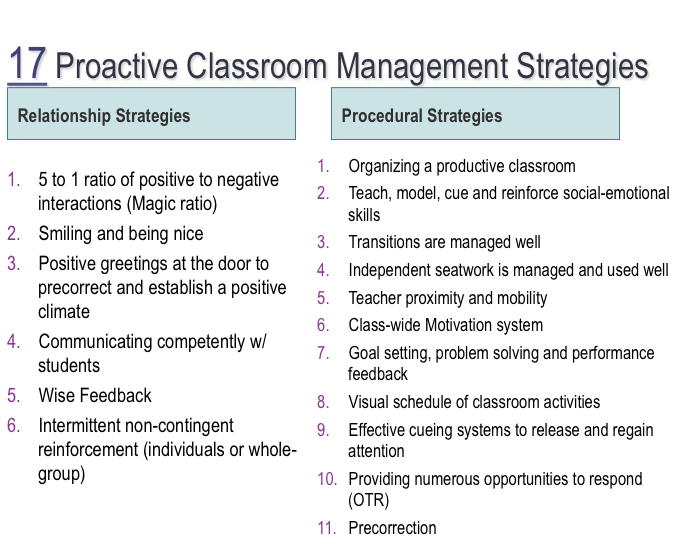 17 Proactive Classroom Management Strategies
Relationship Strategies
1. 5 to 1 ratio of positive to negative
interactions (Magic ratio)
2. Smiling and being nice
3. Positive greetings at the door to
precorrect and establish a positive
climate
4. Communicating competently w/
students
5. Wise Feedback
6. Intermittent non-contingent
reinforcement (individuals or whole-
group)
Procedural Strategies
1. Organizing a productive classroom
2. Teach, model, cue and reinforce social-emotional
skills
3. Transitions are managed well
4. Independent seatwork is managed and used well
5. Teacher proximity and mobility
6. Class-wide Motivation system
7. Goal setting, problem solving and performance
feedback
8. Visual schedule of classroom activities
9. Effective cueing systems to release and regain
attention
10. Providing numerous opportunities to respond
(OTR)
11. Precorrection